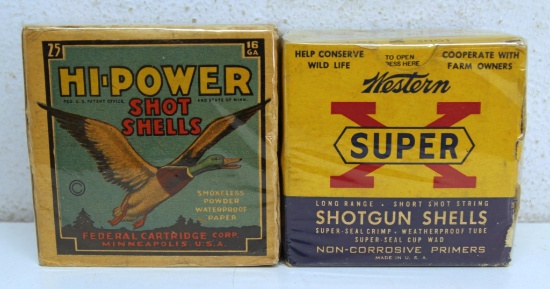 25
16
GA
HI-POWER
REG. U.S. PATENT OFFICE
AND STATE OF MINN.
SHOT
SHELLS
SMOKELESS
POWDER
WATERPROOF
PAPER
FEDERAL CARTRIDGE CORP.
MINNEAPOLIS, U.S.A.
HELP CONSERVE
WILD LIFE
TO OPEN
PRESS HERE
COOPERATE WITH
FARM OWNERS
Western
SUPER
X
LONG RANGE - SHORT SHOT STRING
SHOTGUN SHELLS
SUPER-SEAL CRIMP - WEATHERPROOF TUBE
SUPER-SEAL CUP WAD
NON-CORROSIVE PRIMERS
MADE IN U.S.A.